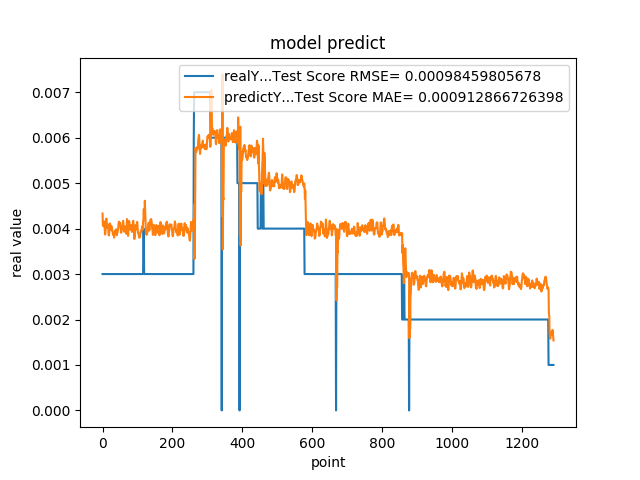 model predict
realY...Test Score RMSE= 0.00098459805678
predictY...Test Score MAE= 0.000912866726398
0.007
0.006
0.005
0.004
0.003
0.002
0.001
0.000
real value
0 200 400 600 800 1000 1200
point